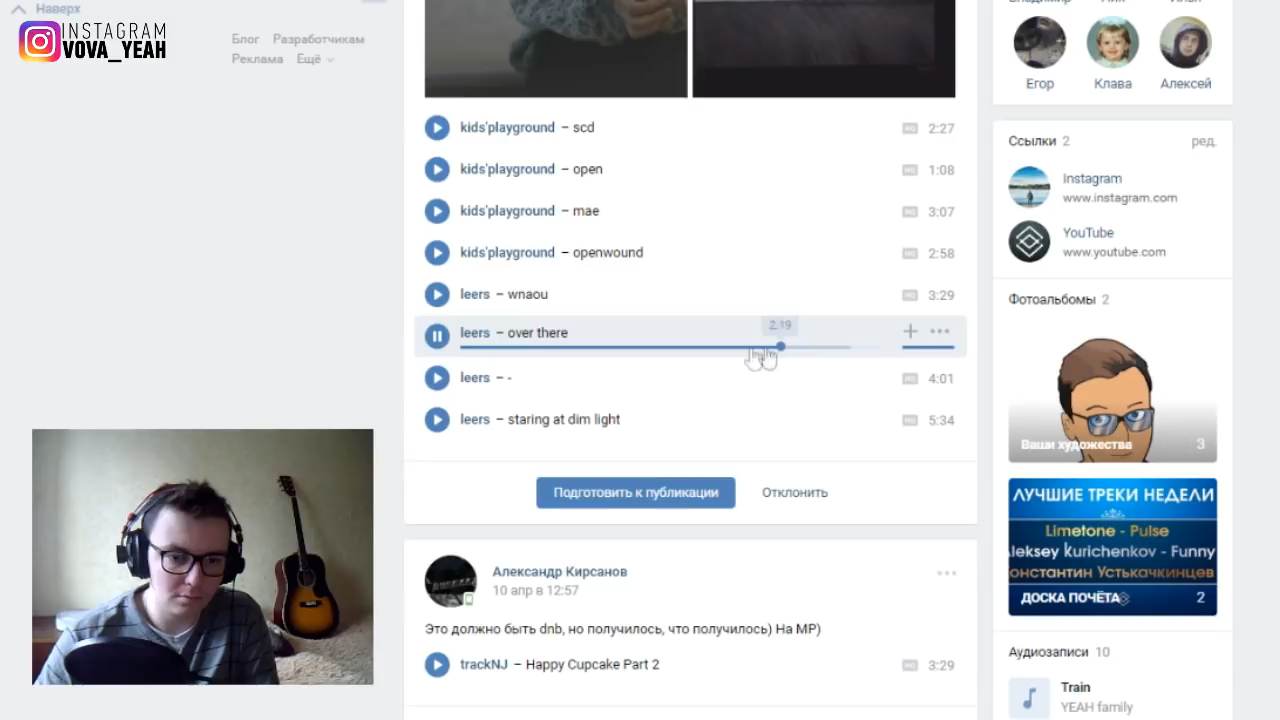 Наверх
INSTAGRAM
VOVA_YEAH
Блог Разработчикам
Реклама Ещё
kids'playground – scd 2:27
kids'playground – open 1:08
kids'playground – mae 3:07
kids'playground – openwound 2:58
leers – wnaou 3:29
leers – over there 2:19
leers – - 4:01
leers – staring at dim light 5:34
Подготовить к публикации Отклонить
Александр Кирсанов
10 апр в 12:57
Это должно быть dnb, но получилось, что получилось) На МР)
trackNJ – Happy Cupcake Part 2 3:29
Егор Клава Алексей
Ссылки 2 ред.
Instagram
www.instagram.com
YouTube
www.youtube.com
Фотоальбомы 2
Ваши художества 3
ЛУЧШИЕ ТРЕКИ НЕДЕЛИ
Limetone - Pulse
leksey kurichenkov - Funny
онстантин Устькачкинцев
ДОСКА ПОЧЁТА 2
Аудиозаписи 10
Train
YEAH family